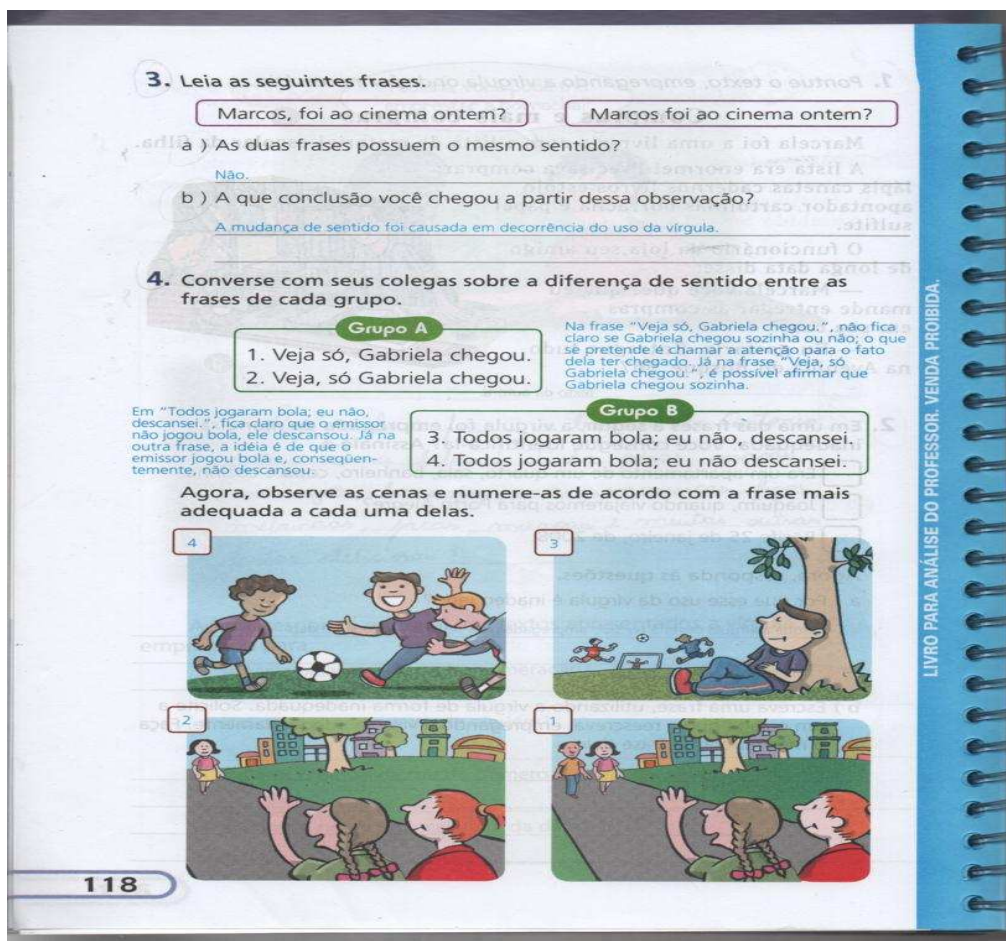 3. Leia as seguintes frases.
Marcos, foi ao cinema ontem?
Marcos foi ao cinema ontem?
a ) As duas frases possuem o mesmo sentido?
Não.
b ) A que conclusão você chegou a partir dessa observação?
A mudança de sentido foi causada em decorrência do uso da vírgula.
4. Converse com seus colegas sobre a diferença de sentido entre as
frases de cada grupo.
Grupo A
1. Veja só, Gabriela chegou.
2. Veja, só Gabriela chegou.
Na frase "Veja só, Gabriela chegou.", não fica
claro se Gabriela chegou sozinha ou não; o que
se pretende é chamar a atenção para o fato
dela ter chegado. Já na frase "Veja, só
Gabriela chegou.", é possível afirmar que
Gabriela chegou sozinha.
Em "Todos jogaram bola; eu não,
descansei.", fica claro que o emissor
não jogou bola, ele descansou. Já na
outra frase, a idéia é de que o
emissor jogou bola e, conseqüen-
temente, não descansou.
Grupo B
3. Todos jogaram bola; eu não, descansei.
4. Todos jogaram bola; eu não descansei.
Agora, observe as cenas e numere-as de acordo com a frase mais
adequada a cada uma delas.
4
3
2
1
118
LIVRO PARA ANÁLISE DO PROFESSOR. VENDA PROIBIDA.